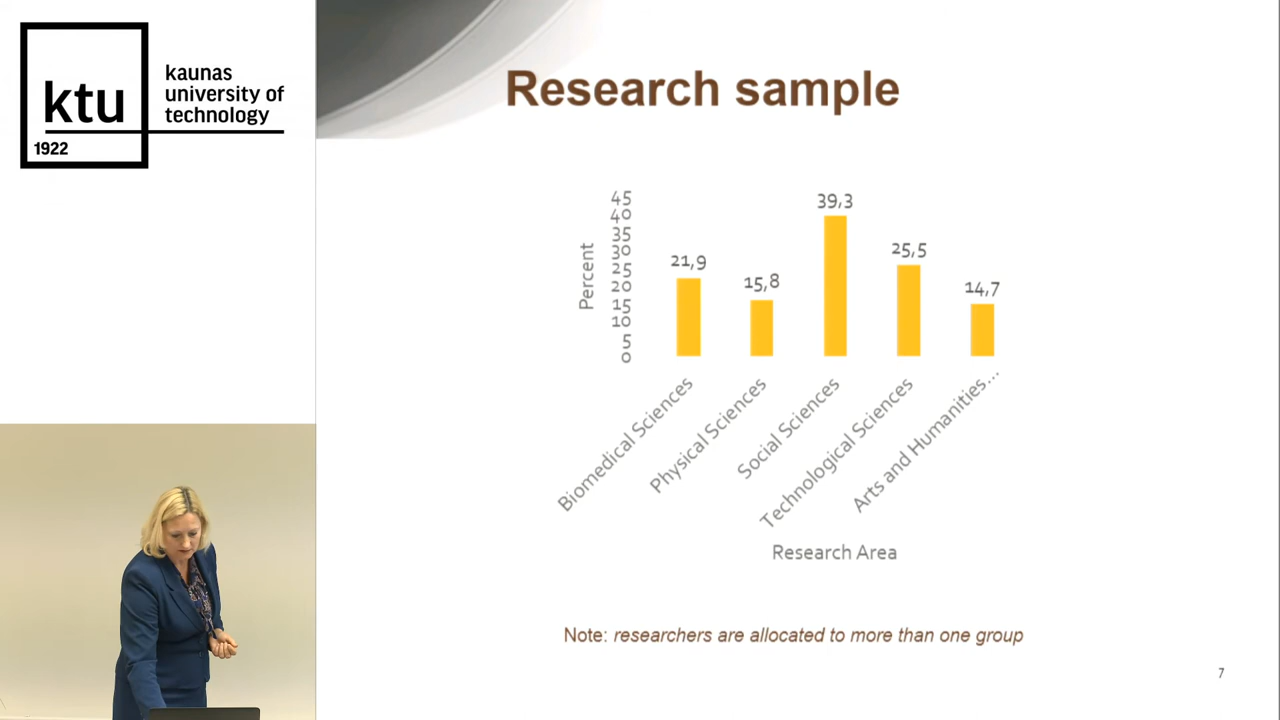 ktu
1922
kaunas
university of
technology
Research sample
Percent
45
40
35
30
25
20
15
10
5
0
21,9
15,8
39,3
25,5
14,7
Biomedical Sciences
Physical Sciences
Social Sciences
Technological Sciences
Arts and Humanities...
Research Area
Note: researchers are allocated to more than one group
7